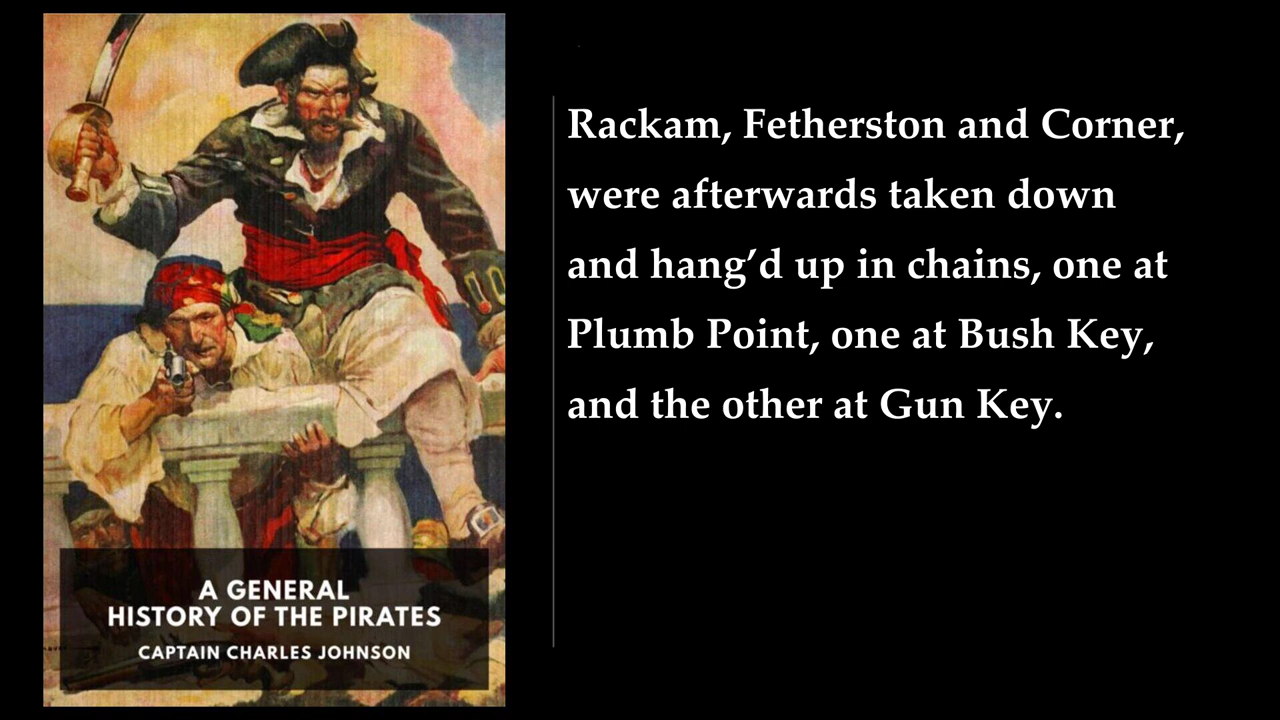 Rackam, Fetherston and Corner,
were afterwards taken down
and hang’d up in chains, one at
Plumb Point, one at Bush Key,
and the other at Gun Key.
A GENERAL
HISTORY OF THE PIRATES
CAPTAIN CHARLES JOHNSON